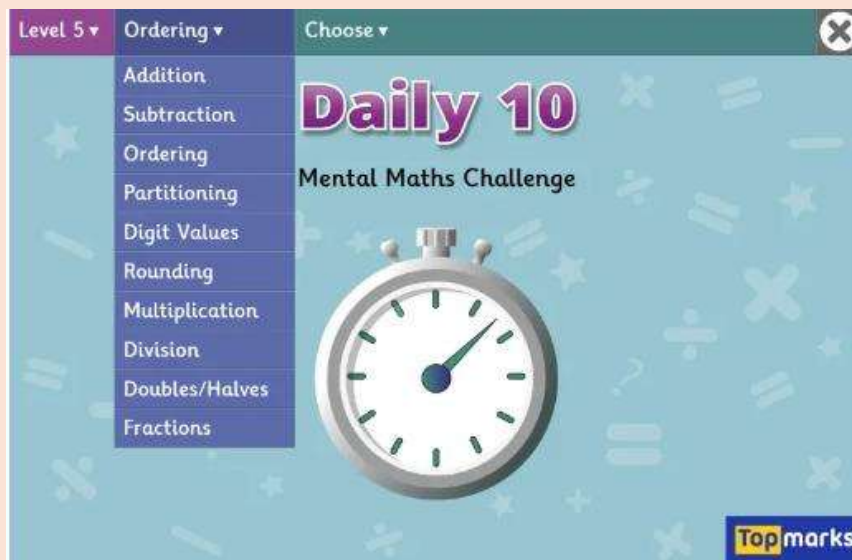 Level 5 ▾ Ordering ▾ Choose ▾
Addition
Subtraction
Ordering
Partitioning
Digit Values
Rounding
Multiplication
Division
Doubles/Halves
Fractions
Daily 10
Mental Maths Challenge
Topmarks